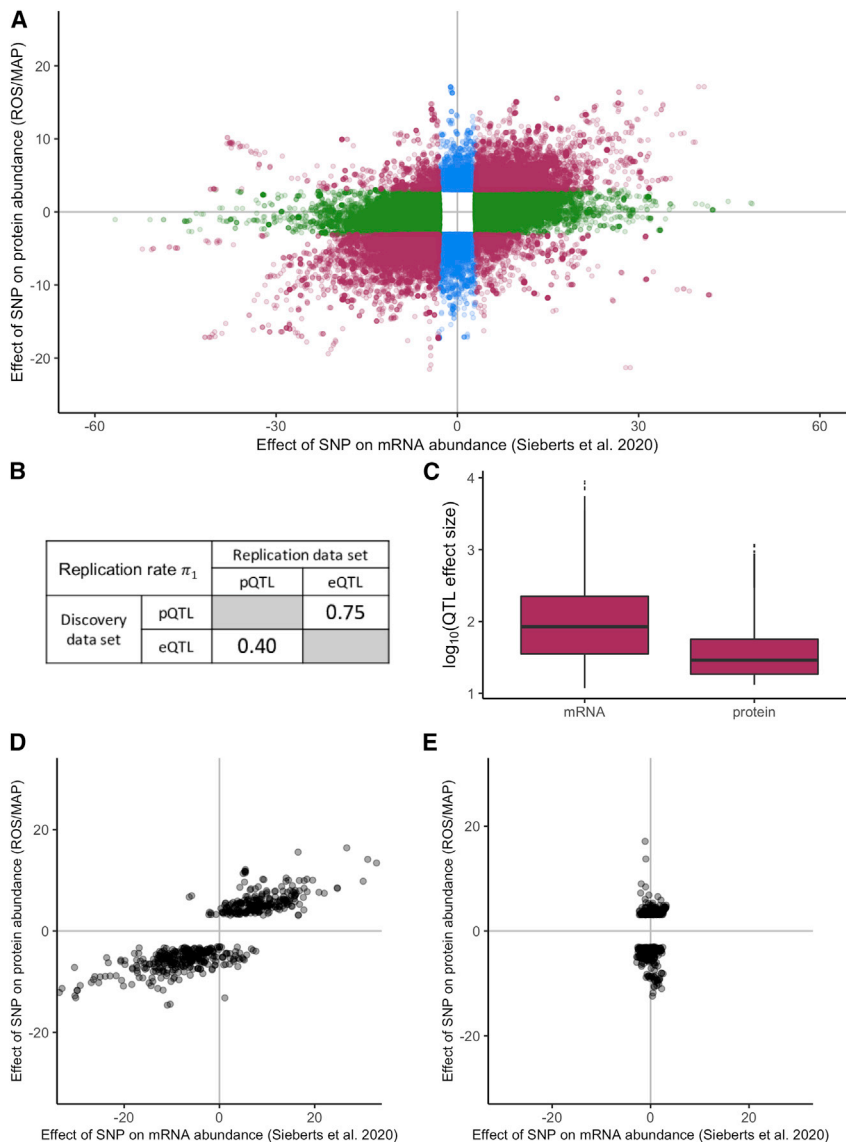 A
Effect of SNP on protein abundance (ROS/MAP)
20
10
0
-10
-20
-60
-30
0
30
60
Effect of SNP on mRNA abundance (Sieberts et al. 2020)
B
Replication rate π₁
Replication data set
pQTL
eQTL
Discovery
data set
pQTL
0.75
eQTL
0.40
C
log₁₀(QTL effect size)
4
3
2
1
mRNA
protein
D
Effect of SNP on protein abundance (ROS/MAP)
20
0
-20
-20
0
20
Effect of SNP on mRNA abundance (Sieberts et al. 2020)
E
Effect of SNP on protein abundance (ROS/MAP)
20
0
-20
-20
0
20
Effect of SNP on mRNA abundance (Sieberts et al. 2020)